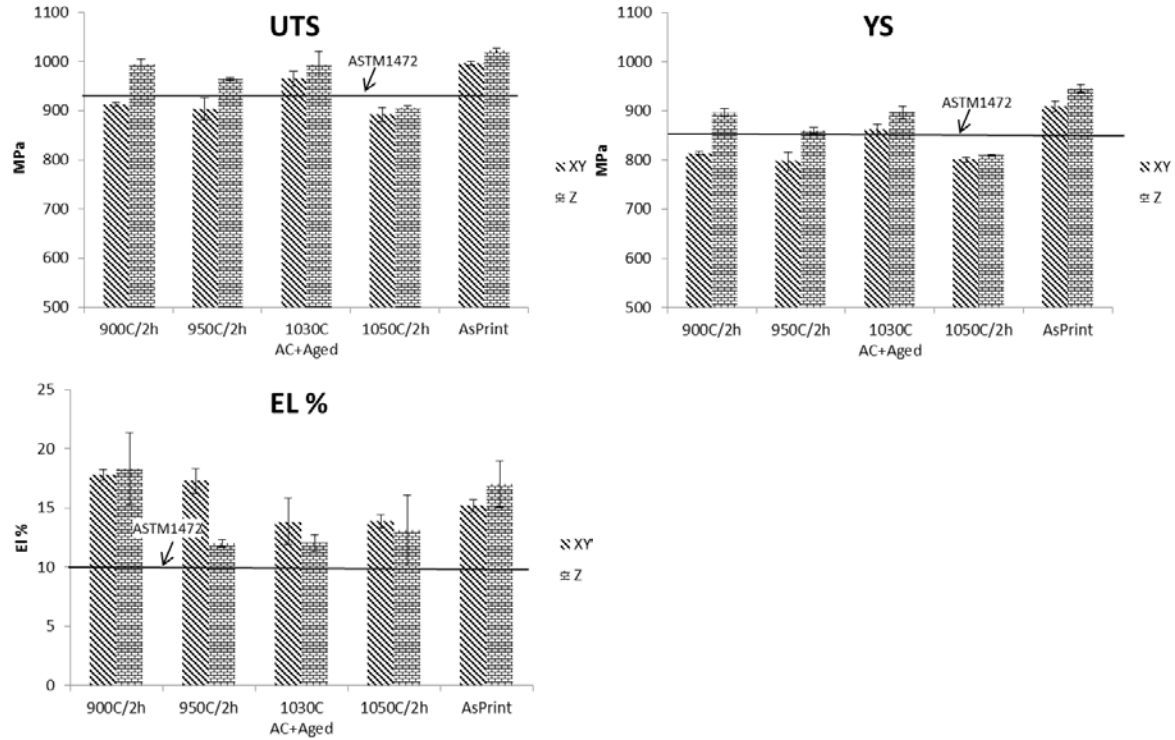 UTS
1100
1000
900
800
700
600
500
MPa
ASTM1472
900C/2h 950C/2h 1030C 1050C/2h AsPrint
AC+Aged
XY
Z
YS
1100
1000
900
800
700
600
500
MPa
ASTM1472
900C/2h 950C/2h 1030C 1050C/2h AsPrint
AC+Aged
XY
Z
EL %
25
20
15
10
5
0
El %
ASTM1472
900C/2h 950C/2h 1030C 1050C/2h AsPrint
AC+Aged
XY
Z